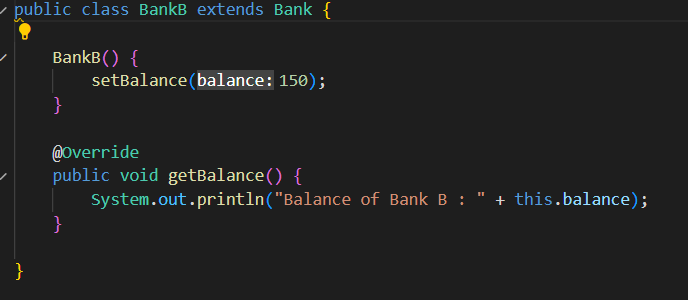 public class BankB extends Bank {
BankB() {
setBalance(balance:150);
}
@Override
public void getBalance() {
System.out.println("Balance of Bank B : " + this.balance);
}
}